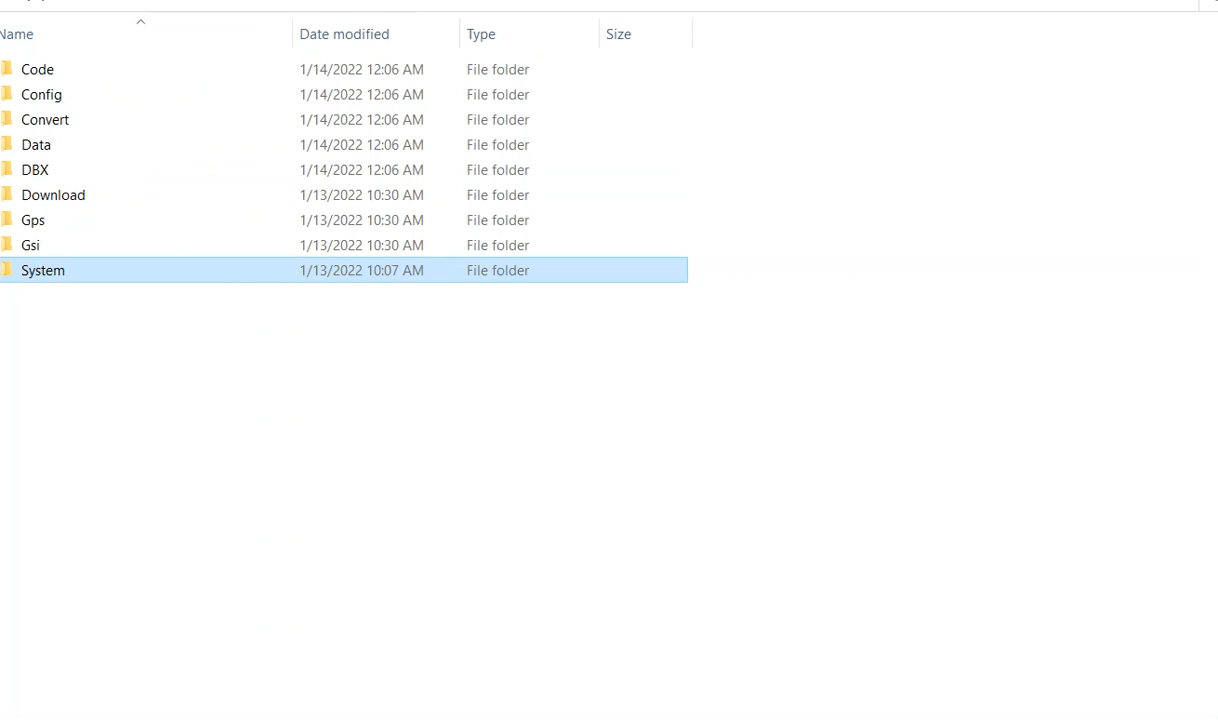 Name Date modified Type Size
Code 1/14/2022 12:06 AM File folder
Config 1/14/2022 12:06 AM File folder
Convert 1/14/2022 12:06 AM File folder
Data 1/14/2022 12:06 AM File folder
DBX 1/14/2022 12:06 AM File folder
Download 1/13/2022 10:30 AM File folder
Gps 1/13/2022 10:30 AM File folder
Gsi 1/13/2022 10:30 AM File folder
System 1/13/2022 10:07 AM File folder